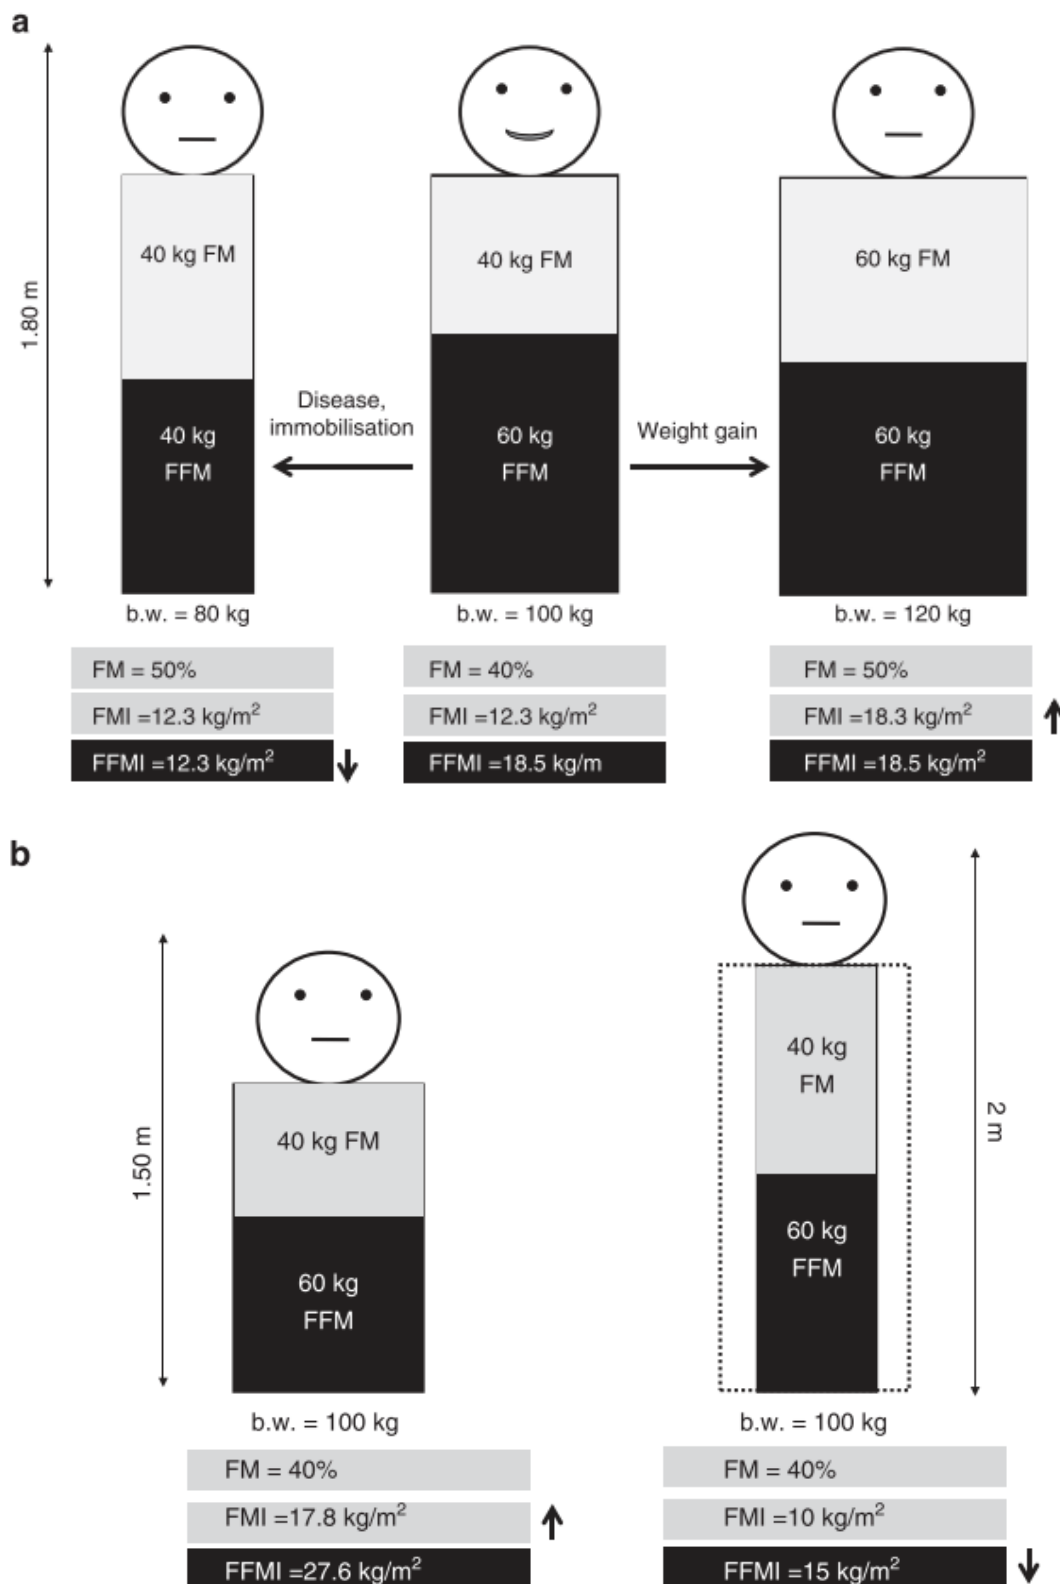 a
1.80 m
40 kg FM
40 kg
FFM
Disease,
immobilisation
40 kg FM
60 kg
FFM
Weight gain
60 kg FM
60 kg
FFM
b.w. = 80 kg
b.w. = 100 kg
b.w. = 120 kg
FM = 50%
FMI =12.3 kg/m²
FFMI =12.3 kg/m²
FM = 40%
FMI =12.3 kg/m²
FFMI =18.5 kg/m
FM = 50%
FMI =18.3 kg/m²
FFMI =18.5 kg/m²
b
1.50 m
40 kg FM
60 kg
FFM
b.w. = 100 kg
FM = 40%
FMI =17.8 kg/m²
FFMI =27.6 kg/m²
40 kg
FM
60 kg
FFM
2 m
b.w. = 100 kg
FM = 40%
FMI =10 kg/m²
FFMI =15 kg/m²